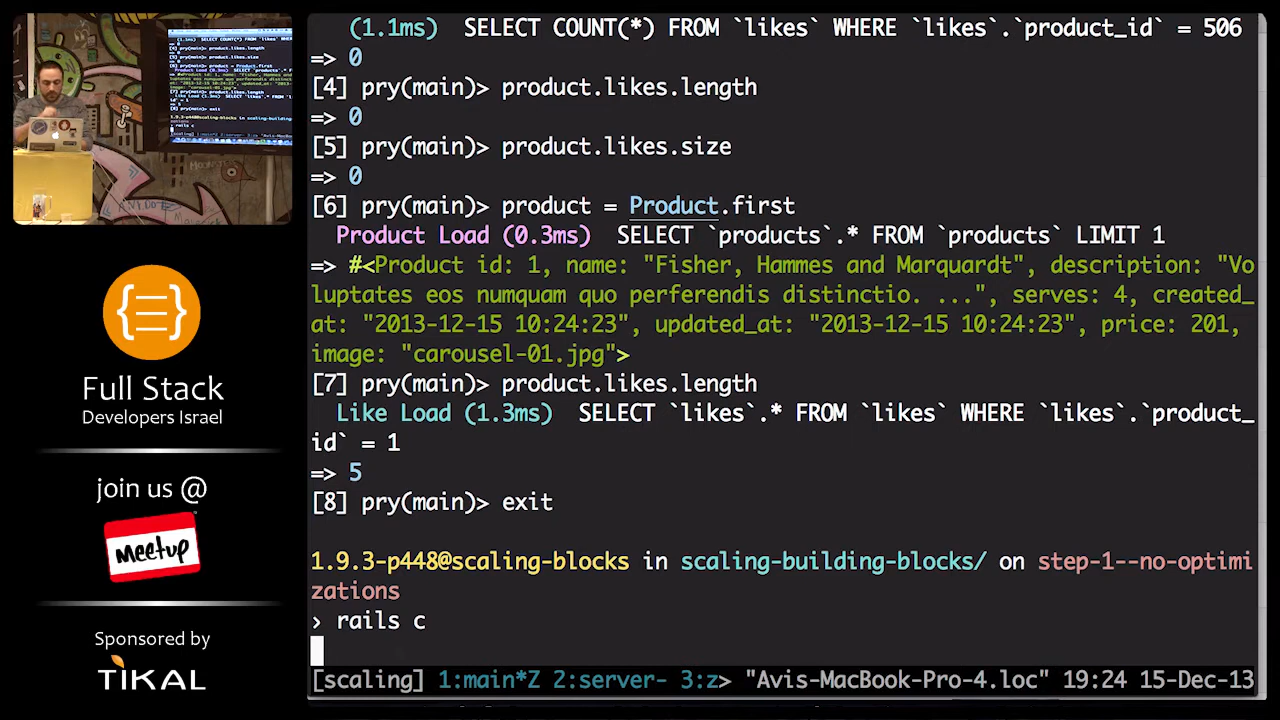 (1.1ms)  SELECT COUNT(*) FROM `likes` WHERE `likes`.`product_id` = 506
=> 0
[4] pry(main)> product.likes.length
=> 0
[5] pry(main)> product.likes.size
=> 0
[6] pry(main)> product = Product.first
Product Load (0.3ms)  SELECT `products`.* FROM `products` LIMIT 1
=> #<Product id: 1, name: "Fisher, Hammes and Marquardt", description: "Vo
luptates eos numquam quo perferendis distinctio. ...", serves: 4, created_
at: "2013-12-15 10:24:23", updated_at: "2013-12-15 10:24:23", price: 201,
image: "carousel-01.jpg">
[7] pry(main)> product.likes.length
Like Load (1.3ms)  SELECT `likes`.* FROM `likes` WHERE `likes`.`product_
id` = 1
=> 5
[8] pry(main)> exit
1.9.3-p448@scaling-blocks in scaling-building-blocks/ on step-1--no-optimi
zations
› rails c
[scaling] 1:main*Z 2:server- 3:z> "Avis-MacBook-Pro-4.loc" 19:24 15-Dec-13
{=}
Full Stack
Developers Israel
join us @
Meetup
Sponsored by
TIKAL